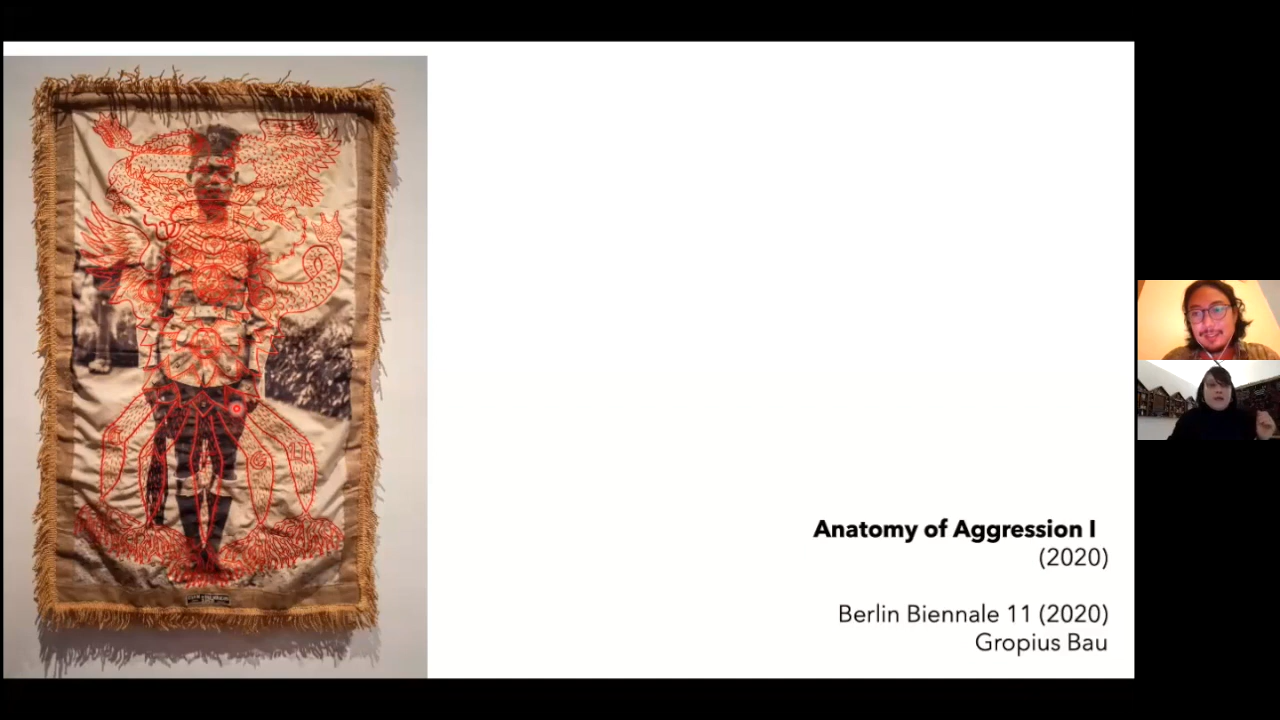 Anatomy of Aggression I
(2020)
Berlin Biennale 11 (2020)
Gropius Bau